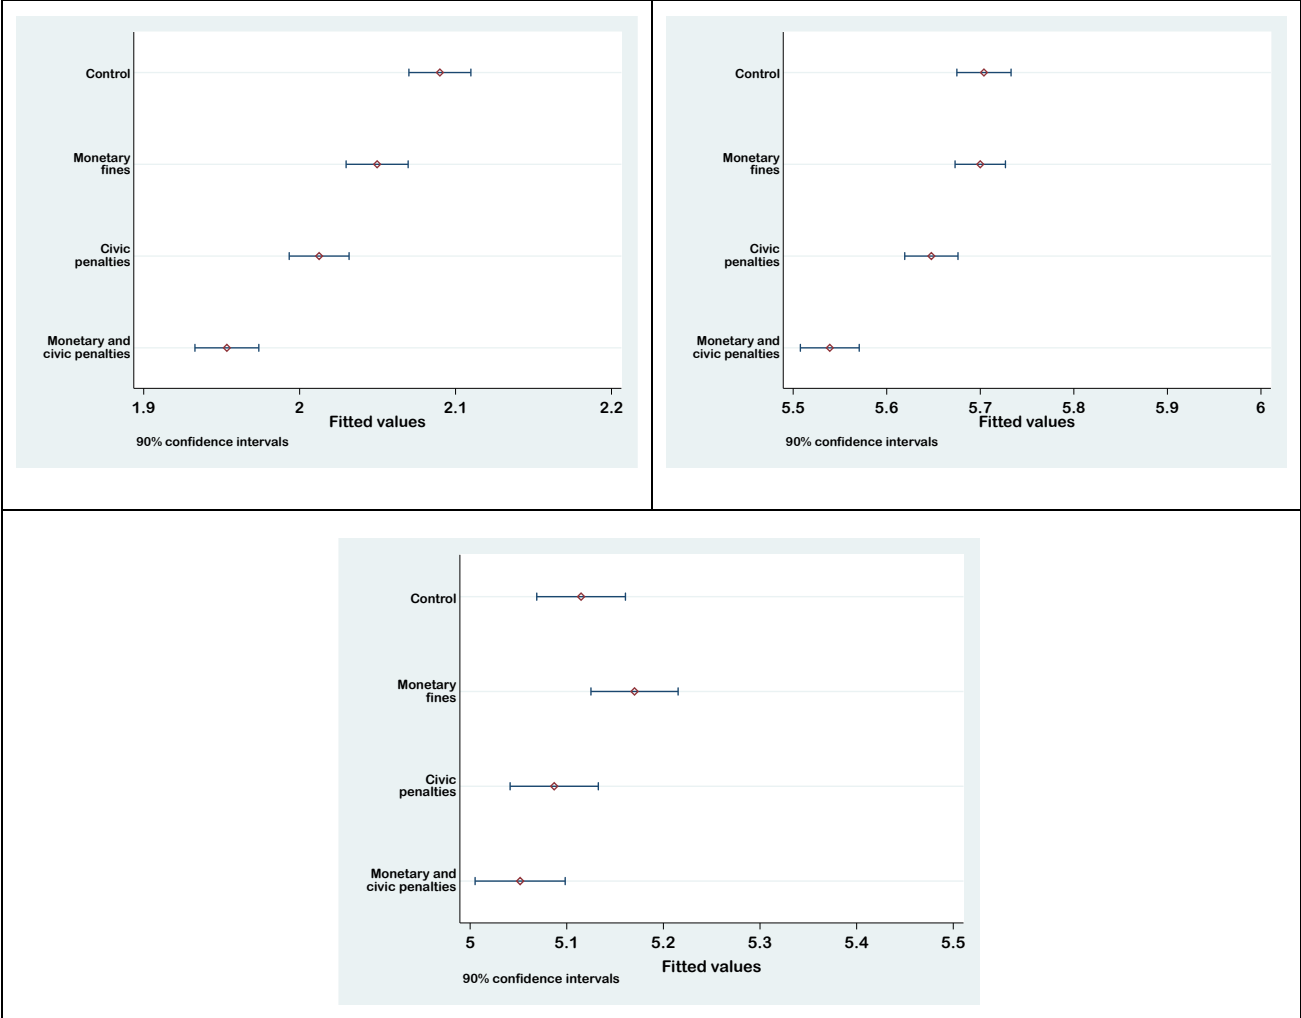 Control
Monetary
fines
Civic
penalties
Monetary and
civic penalties
1.9 2 2.1 2.2
Fitted values
90% confidence intervals
Control
Monetary
fines
Civic
penalties
Monetary and
civic penalties
5.5 5.6 5.7 5.8 5.9 6
Fitted values
90% confidence intervals
Control
Monetary
fines
Civic
penalties
Monetary and
civic penalties
5 5.1 5.2 5.3 5.4 5.5
Fitted values
90% confidence intervals